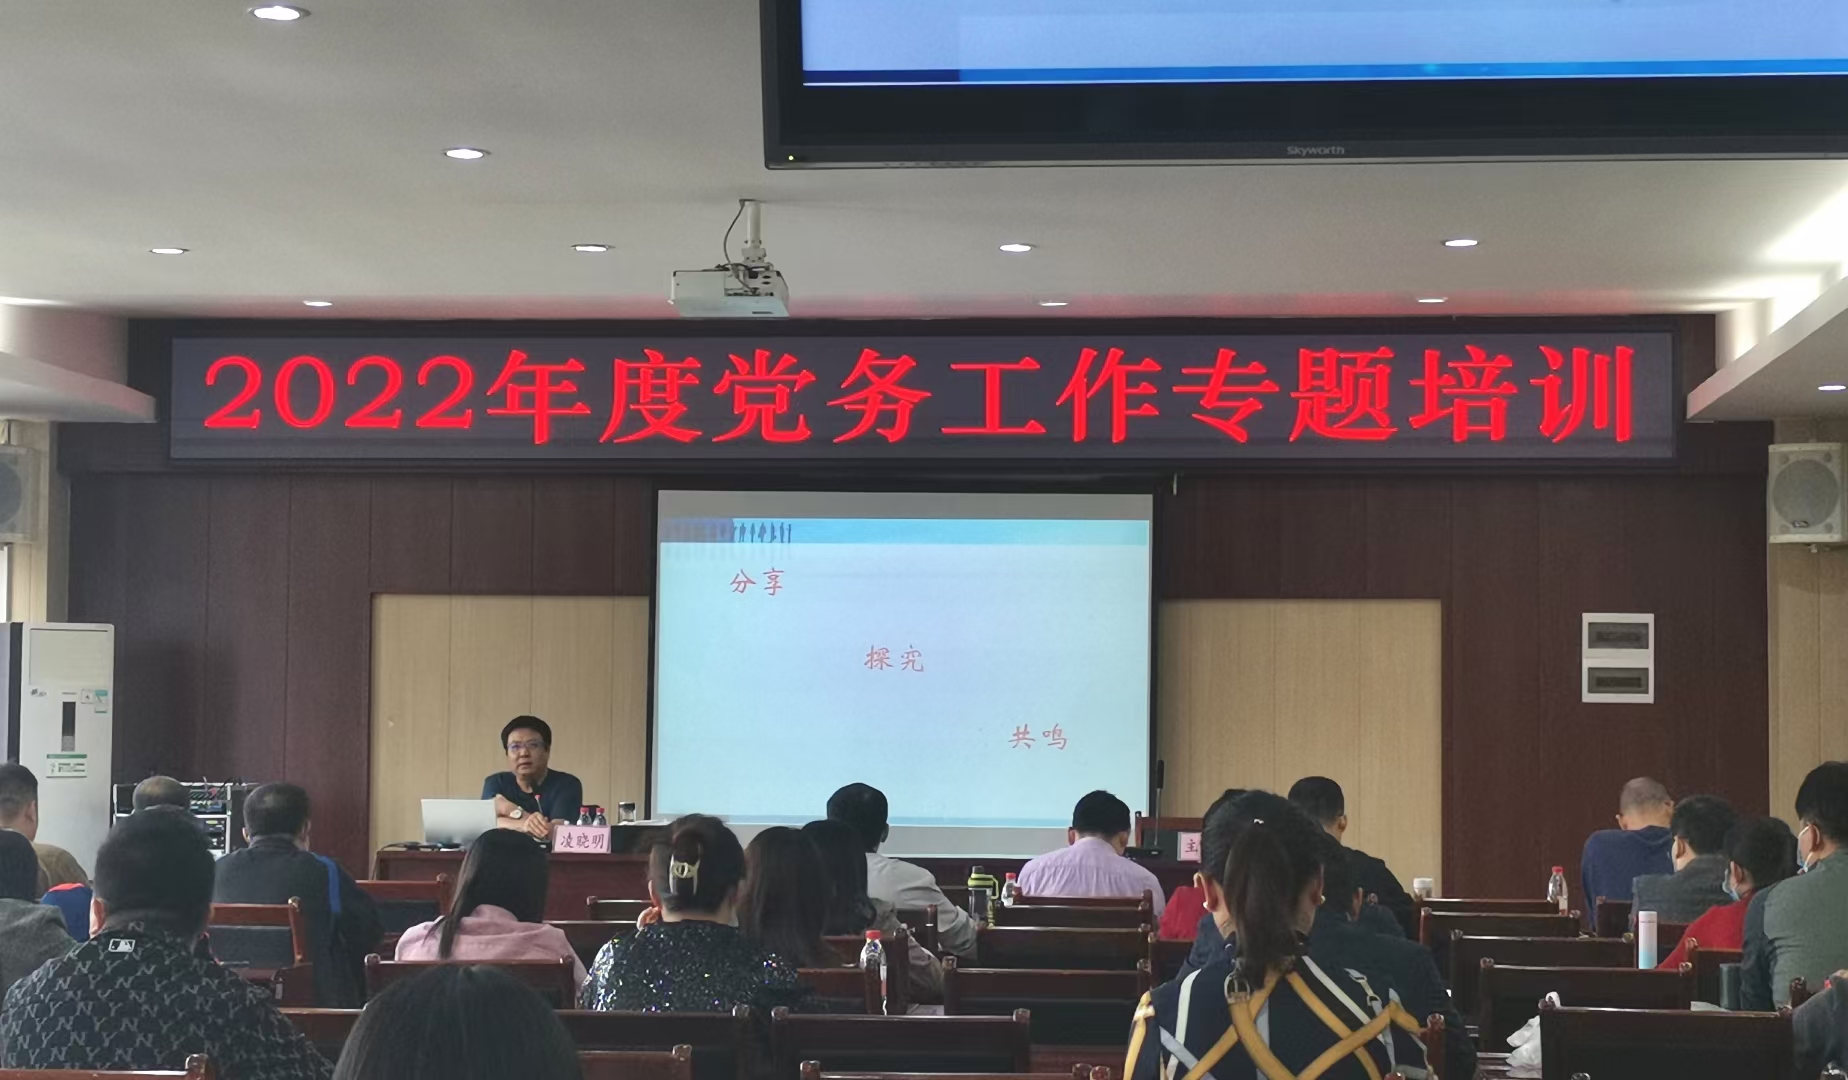 Skyworth
2022年度党务工作专题培训
分享
探究
共鸣
凌晓明
主